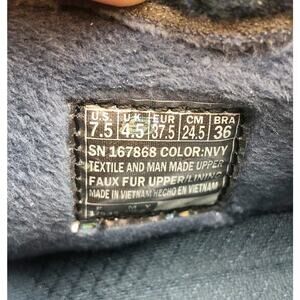 U.S. U.K. EUR CM BRA
7.5 4.5 37.5 24.5 36
SN 167868 COLOR:NVY
TEXTILE AND MAN MADE UPPER
FAUX FUR UPPER/LINING
MADE IN VIETNAM HECHO EN VIETNAM